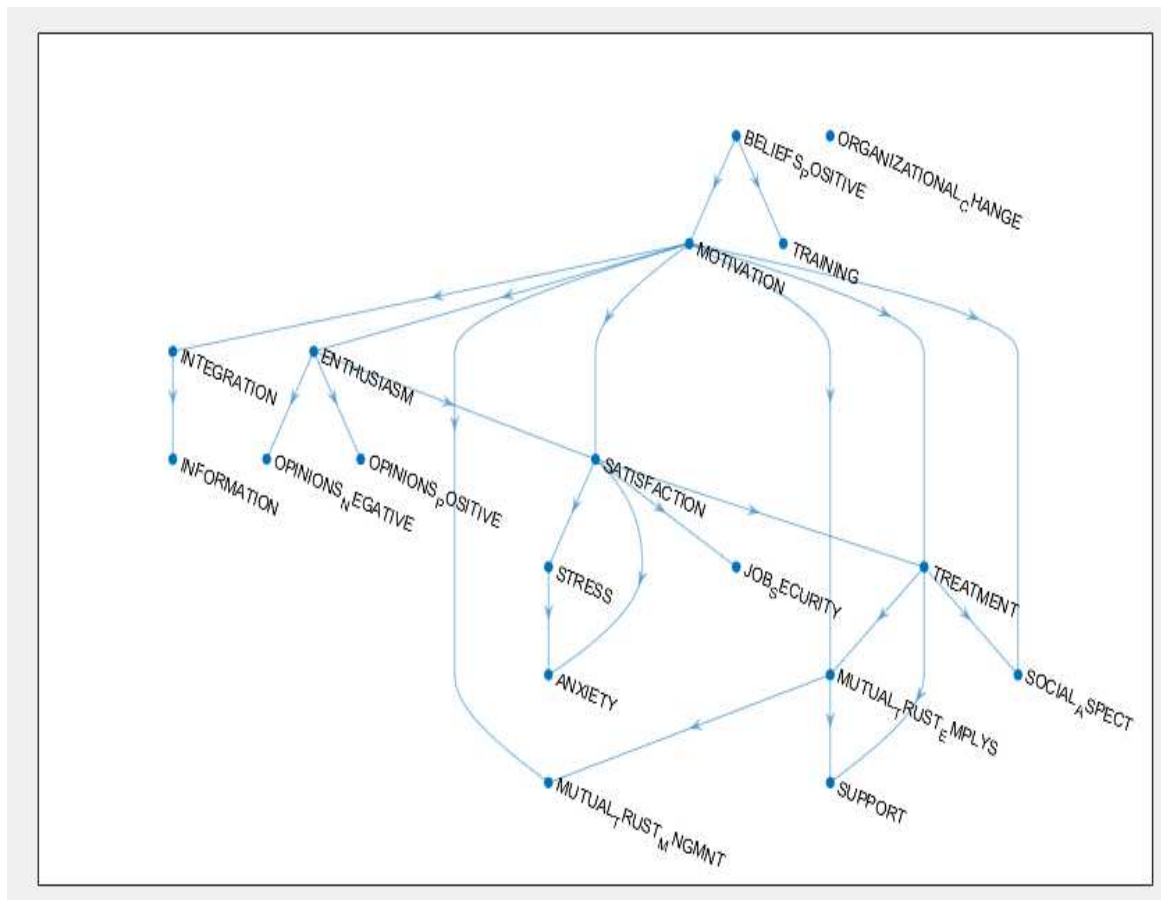 BELIEFS_POSITIVE
ORGANIZATIONAL_CHANGE
MOTIVATION
TRAINING
INTEGRATION
ENTHUSIASM
INFORMATION
OPINIONS_NEGATIVE
OPINIONS_POSITIVE
SATISFACTION
STRESS
JOB_SECURITY
TREATMENT
ANXIETY
MUTUAL_TRUST_EMPLYS
SOCIAL_ASPECT
MUTUAL_TRUST_MNGMNT
SUPPORT